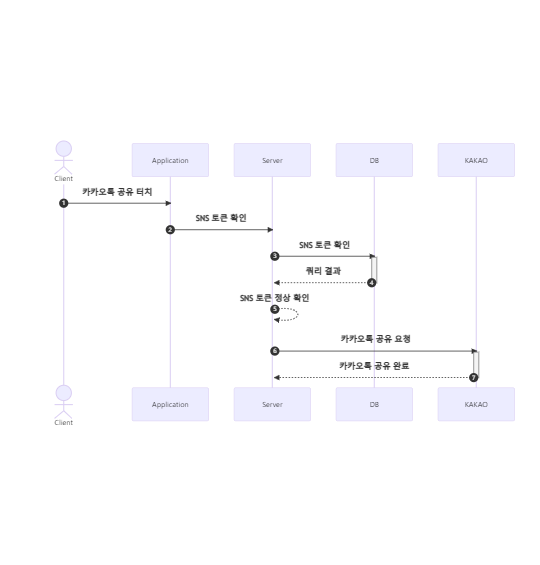 Client
Application
Server
DB
KAKAO
카카오톡 공유 터치
1
SNS 토큰 확인
2
SNS 토큰 확인
3
쿼리 결과
4
SNS 토큰 정상 확인
5
카카오톡 공유 요청
6
카카오톡 공유 완료
7
Client
Application
Server
DB
KAKAO